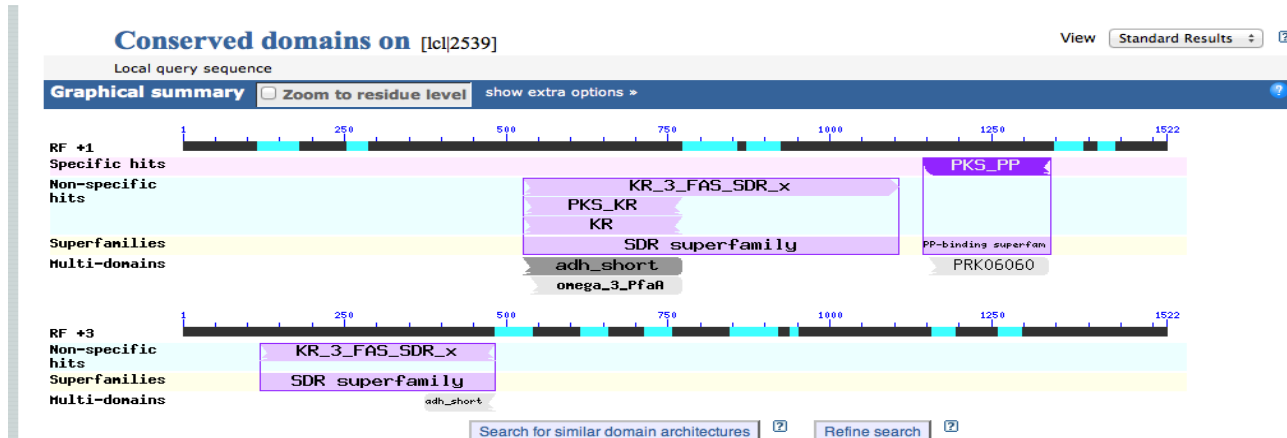 Conserved domains on [lcl|2539]
View Standard Results
Local query sequence
Graphical summary Zoom to residue level show extra options »
1 250 500 750 1000 1250 1522
RF +1
Specific hits PKS_PP
Non-specific hits KR_3_FAS_SDR_x
PKS_KR
KR
Superfamilies SDR superfamily PP-binding superfam
Multi-domains adh_short PRK06060
omega_3_PfaA
1 250 500 750 1000 1250 1522
RF +3
Non-specific hits KR_3_FAS_SDR_x
Superfamilies SDR superfamily
Multi-domains adh_short
Search for similar domain architectures ? Refine search ?